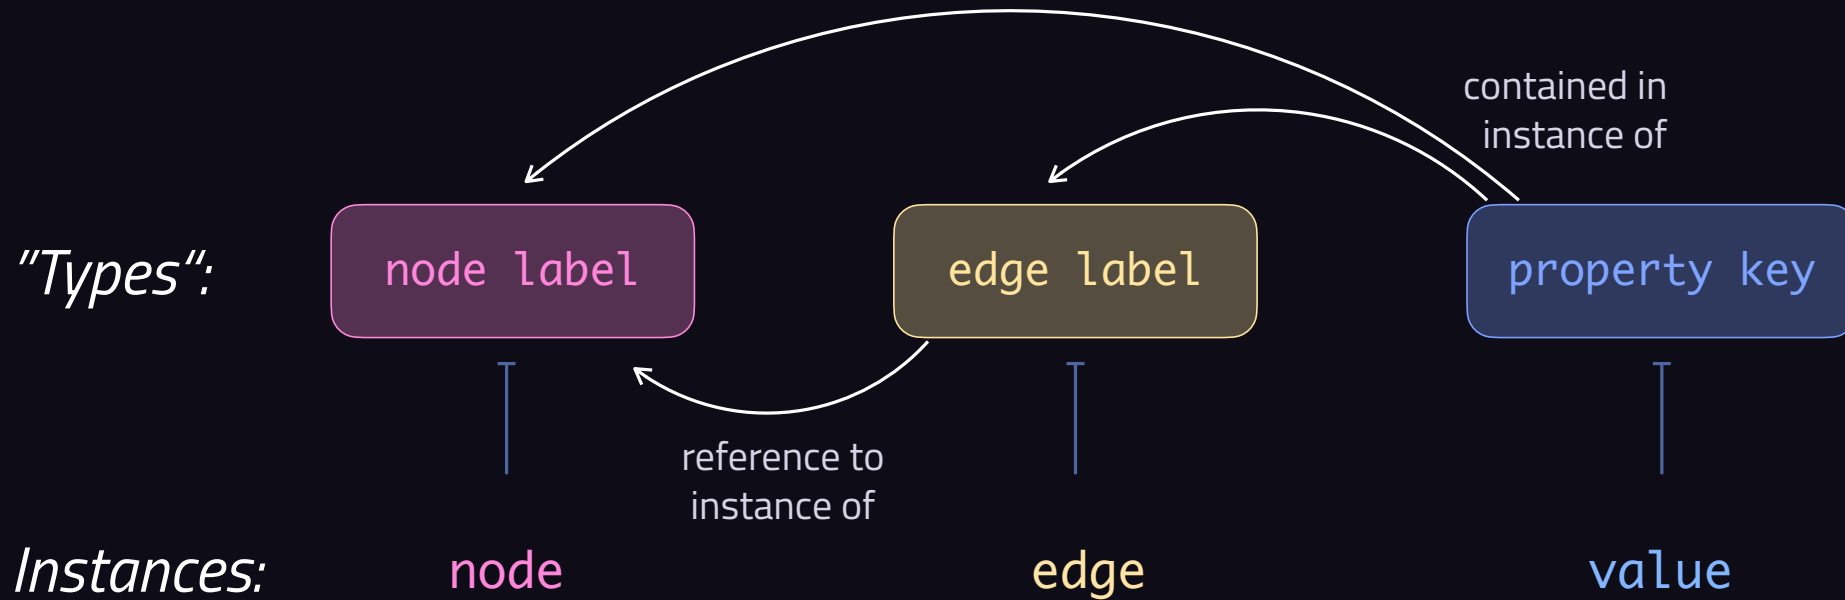 contained in
instance of
"Types“:
node label
edge label
property key
reference to
instance of
Instances:
node
edge
value